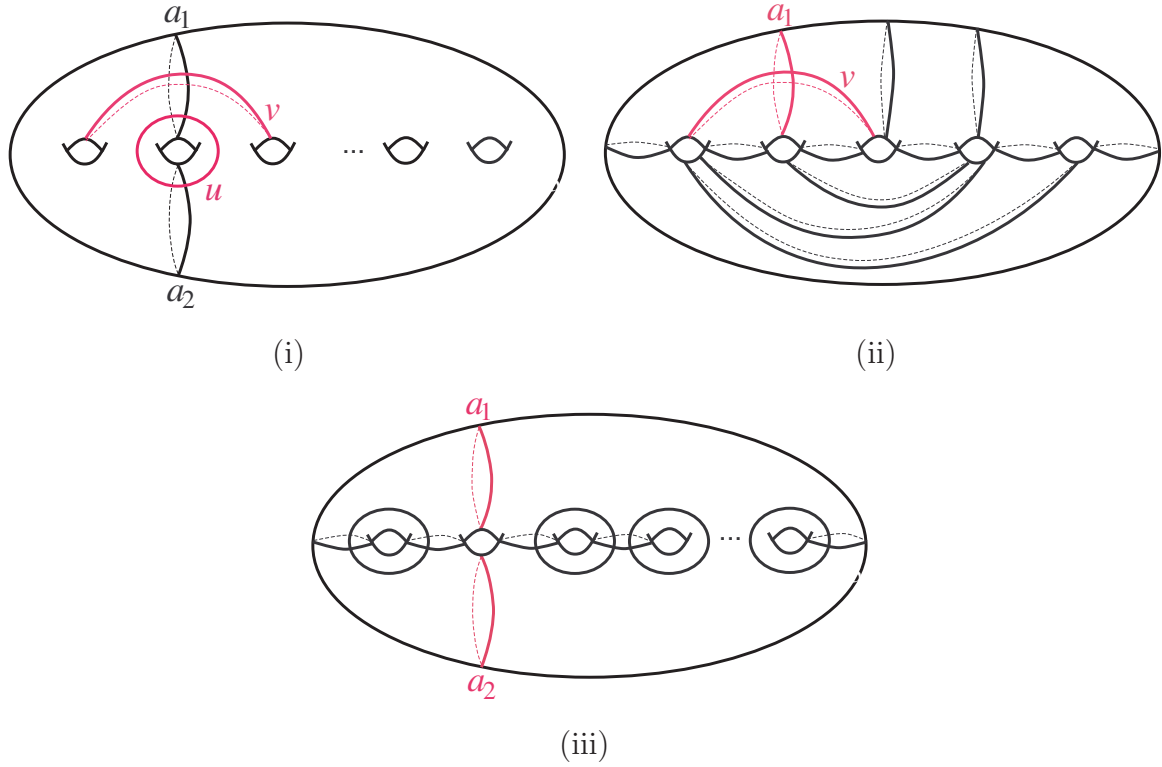 a₁ a₁
v v
... 
u
a₂
(i) (ii)
a₁
...
a₂
(iii)